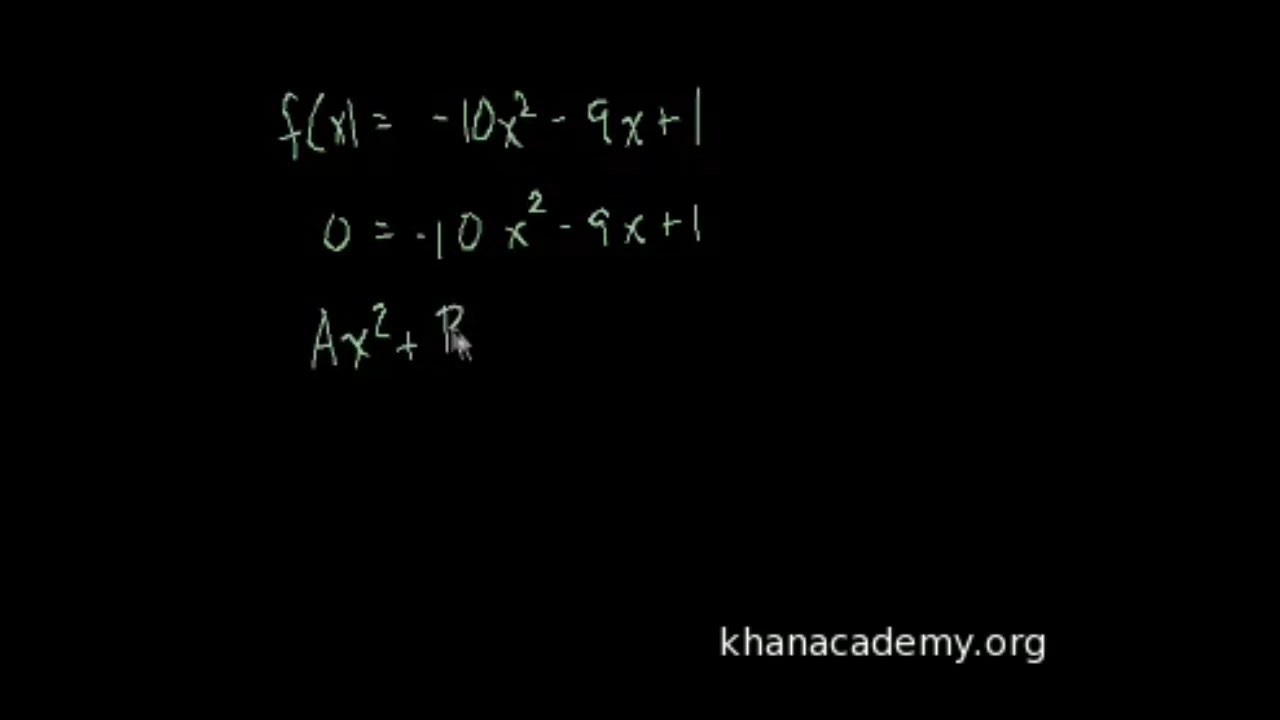 f(x) = -10x² - 9x + 1
0 = -10x² - 9x + 1
Ax² + B
khanacademy.org